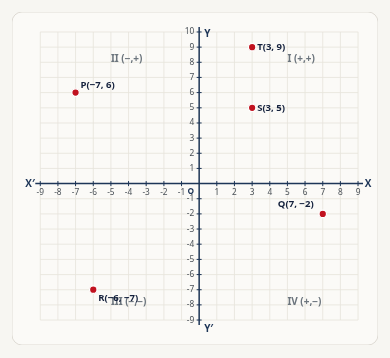 10 Y
9 T(3, 9)
8 II (−,+) I (+,+)
7
P(−7, 6)
6
5 S(3, 5)
4
3
2
1
X′ O X
-9 -8 -7 -6 -5 -4 -3 -2 -1 1 2 3 4 5 6 7 8 9
-1 Q(7, −2)
-2
-3
-4
-5
-6
-7
R(−6, −7)
-8 III (−,−) IV (+,−)
-9
Y′